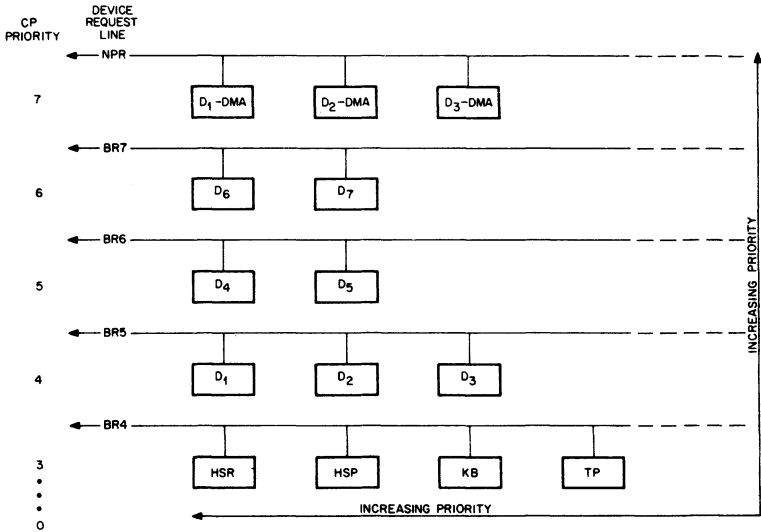 CP PRIORITY
DEVICE REQUEST LINE
NPR
7
D1-DMA D2-DMA D3-DMA
BR7
6
D6 D7
BR6
5
D4 D5
BR5
4
D1 D2 D3
BR4
3
HSR HSP KB TP
0
INCREASING PRIORITY
INCREASING PRIORITY